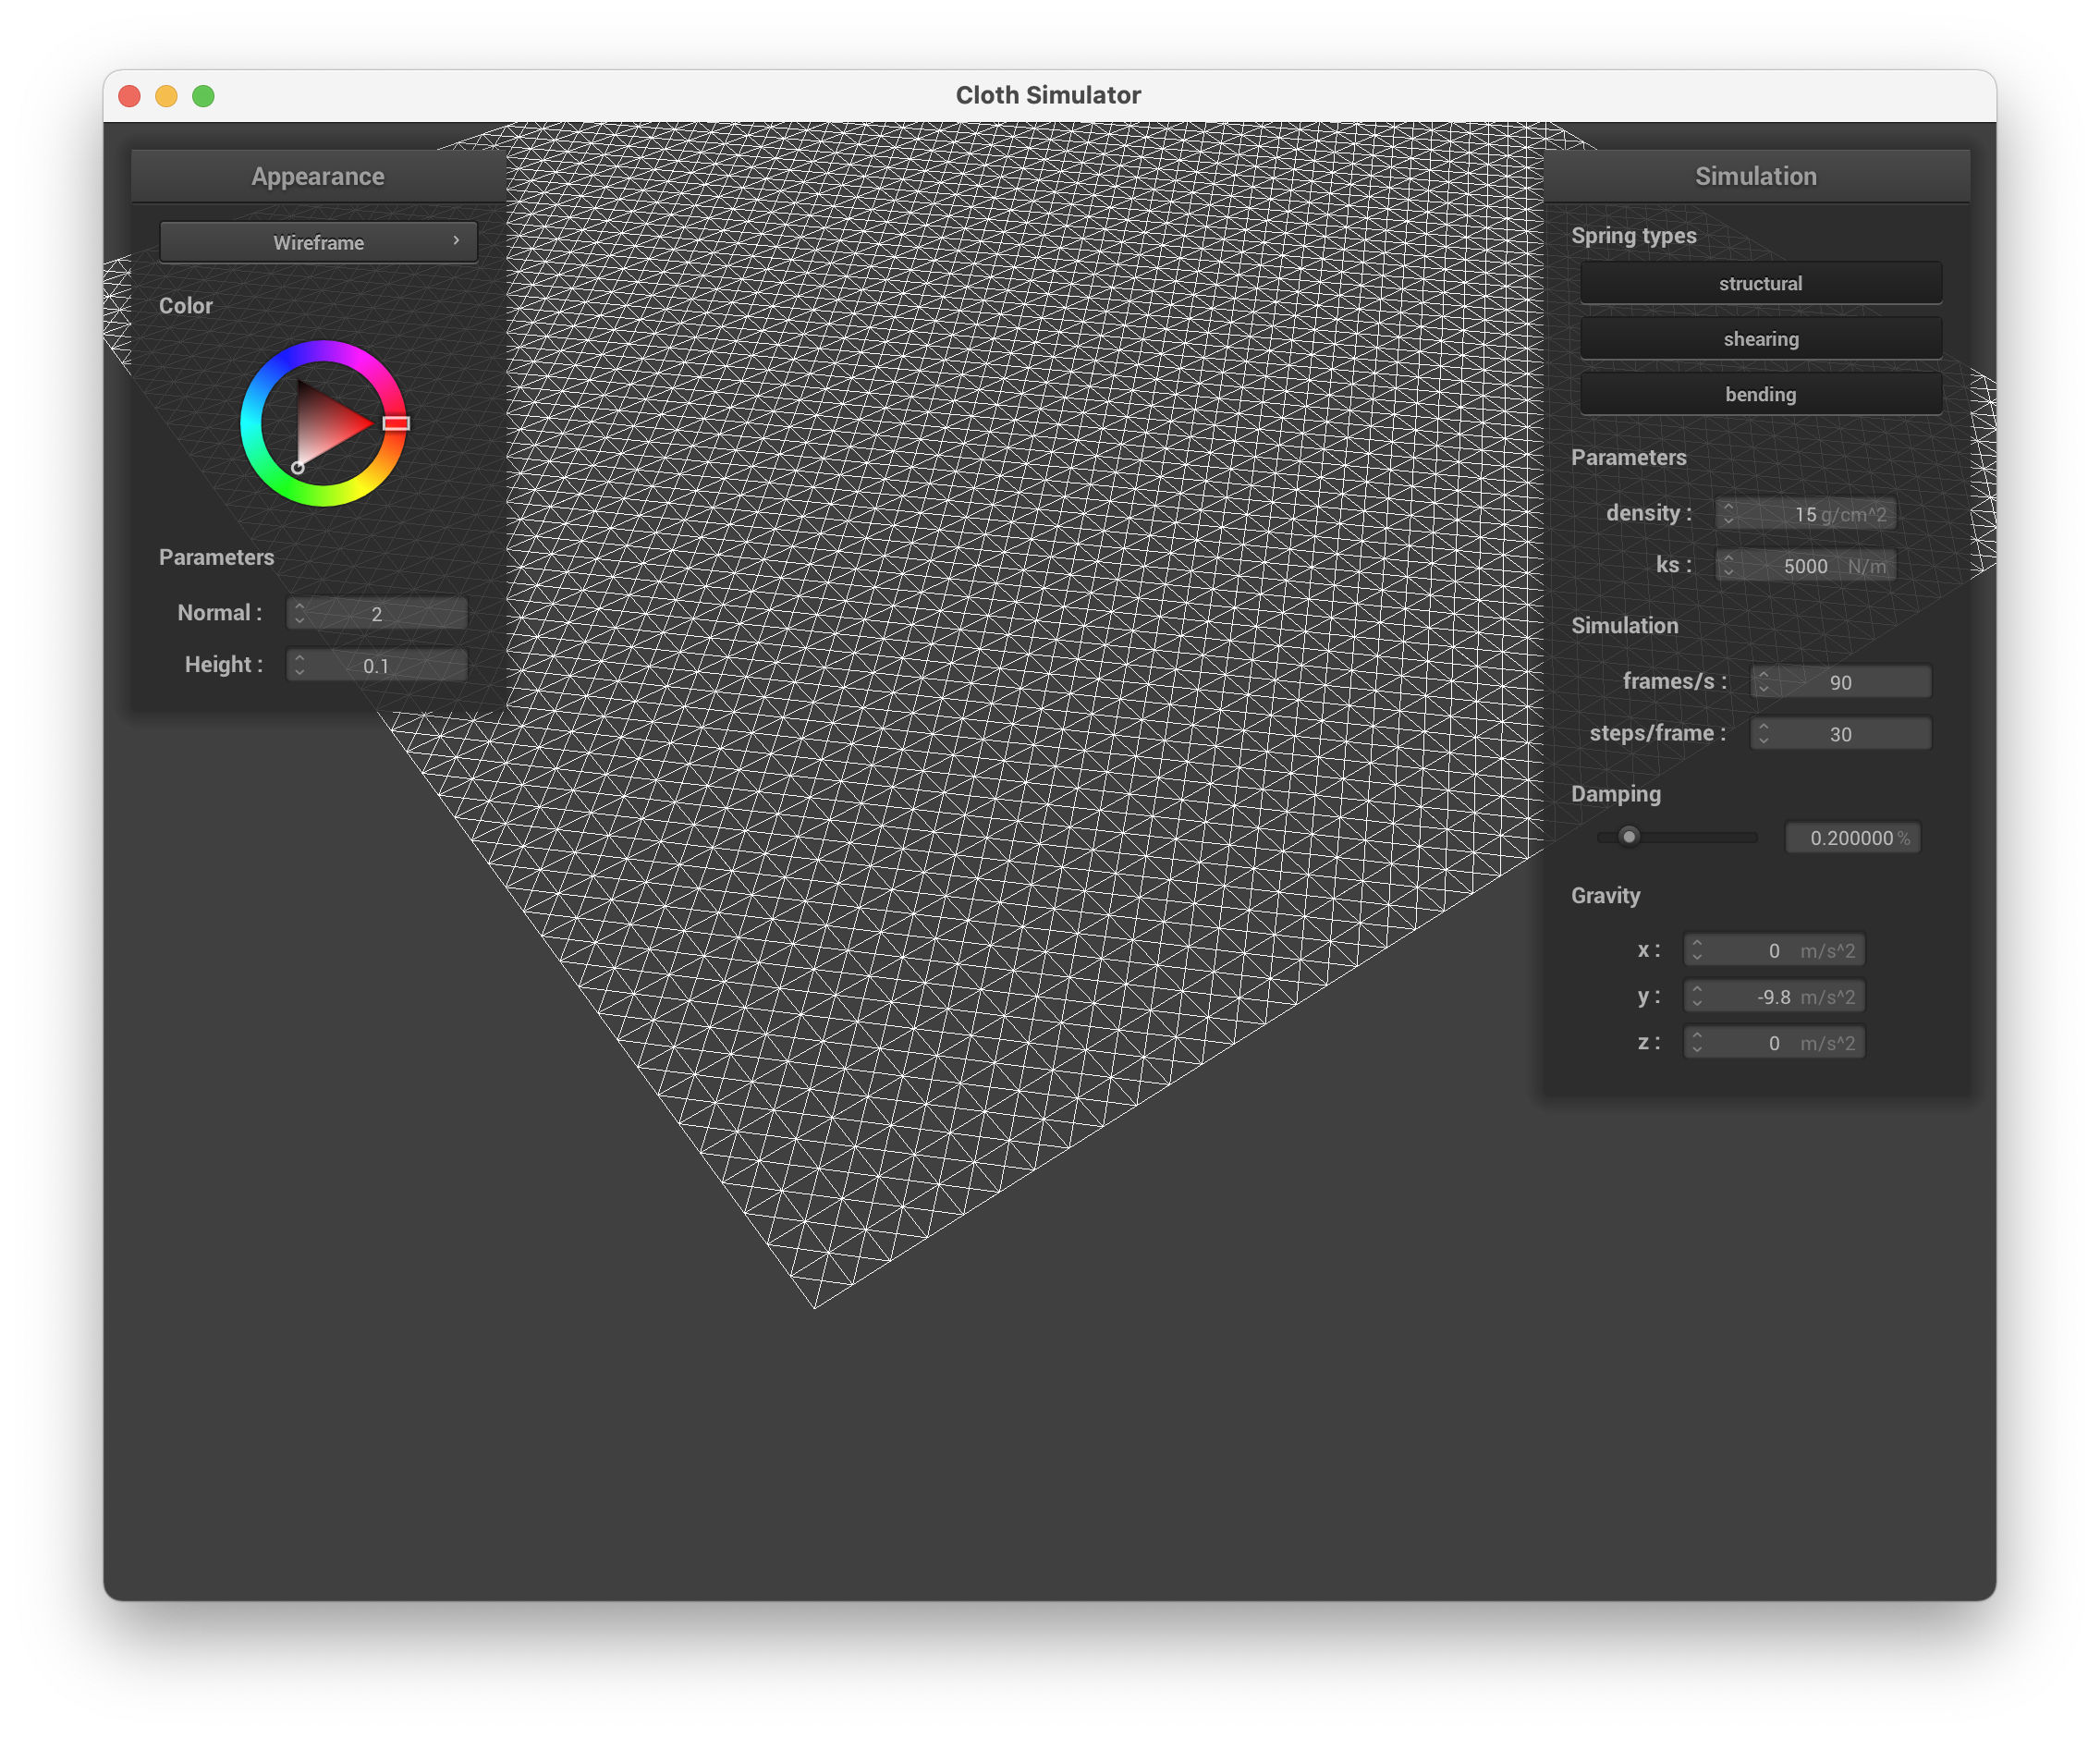 Cloth Simulator
Appearance
Wireframe
Color
Parameters
Normal : 2
Height : 0.1
Simulation
Spring types
structural
shearing
bending
Parameters
density : 15 g/cm^2
ks : 5000 N/m
Simulation
frames/s : 90
steps/frame : 30
Damping
0.200000 %
Gravity
x : 0 m/s^2
y : -9.8 m/s^2
z : 0 m/s^2